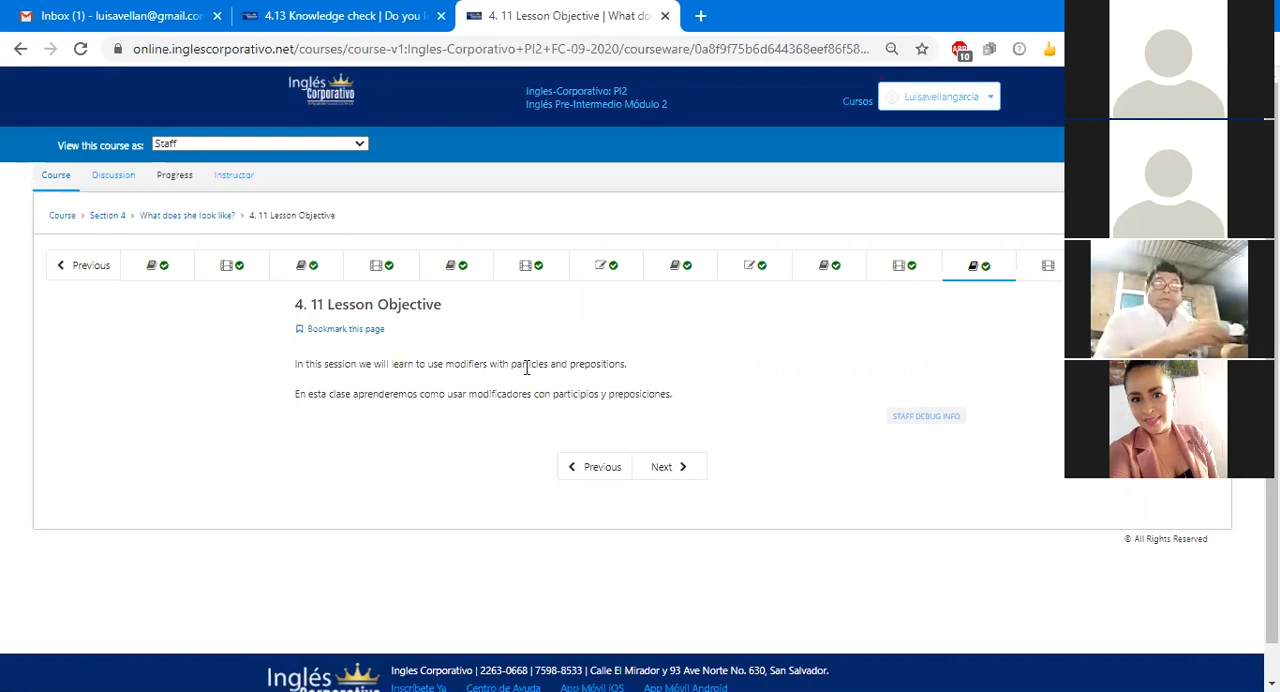 Inbox (1) - luisavellan@gmail.co
4.13 Knowledge check | Do you l
4. 11 Lesson Objective | What do
online.inglescorporativo.net/courses/course-v1:Ingles-Corporativo+PI2+FC-09-2020/courseware/0a8f9f75b6d644368eef86f58...
10
Inglés
Corporativo
Ingles-Corporativo: PI2
Inglés Pre-Intermedio Módulo 2
Cursos
Luisavellangarcia
View this course as:
Staff
Course
Discussion
Progress
Instructor
Course > Section 4 > What does she look like? > 4. 11 Lesson Objective
Previous
4. 11 Lesson Objective
Bookmark this page
In this session we will learn to use modifiers with particles and prepositions.
En esta clase aprenderemos como usar modificadores con participios y preposiciones.
STAFF DEBUG INFO
Previous
Next
© All Rights Reserved
Inglés
Ingles Corporativo | 2263-0668 | 7598-8533 | Calle El Mirador y 93 Ave Norte No. 630, San Salvador.
Inscríbete Ya
Centro de Ayuda
App Móvil iOS
App Móvil Android